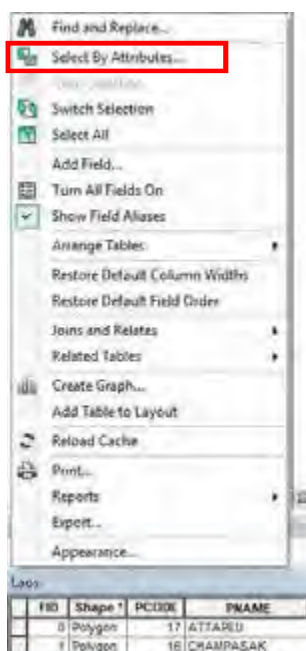 Find and Replace...
Select By Attributes...
Clear Selection
Switch Selection
Select All
Add Field...
Turn All Fields On
Show Field Aliases
Arrange Tables
Restore Default Column Widths
Restore Default Field Order
Joins and Relates
Related Tables
Create Graph...
Add Table to Layout
Reload Cache
Print...
Reports
Export...
Appearance...
Laos
FID Shape * PCODE PNAME
0 Polygon 17 ATTAPEU
1 Polygon 16 CHAMPASAK